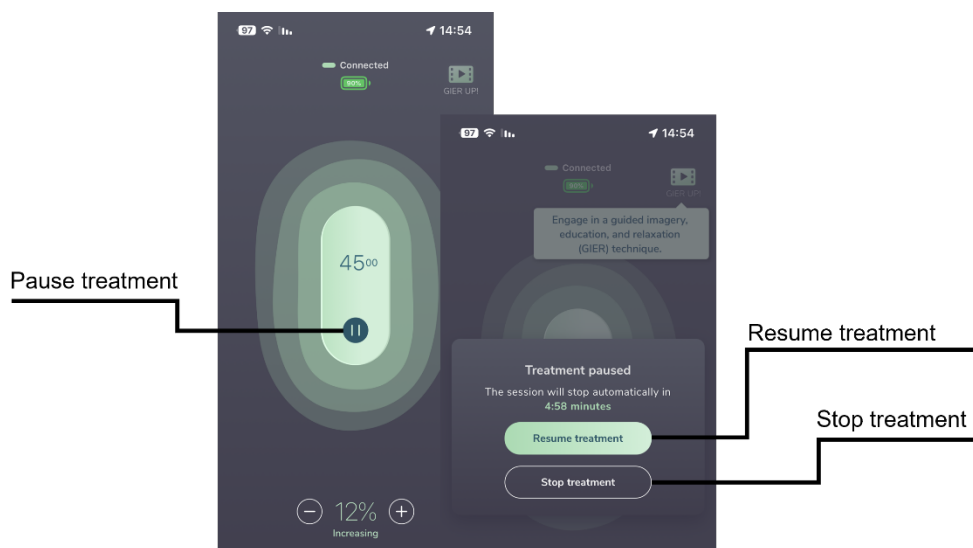 97 14:54
Connected
90%
GIER UP!
97 14:54
Connected
90%
GIER UP!
Engage in a guided imagery,
education, and relaxation
(GIER) technique.
45 00
Pause treatment
Resume treatment
Treatment paused
The session will stop automatically in
4:58 minutes
Stop treatment
Resume treatment
Stop treatment
12%
Increasing